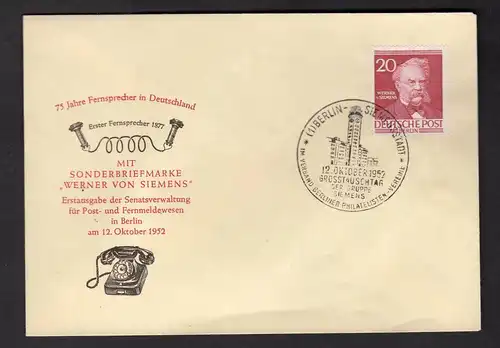 75 Jahre Fernsprecher in Deutschland
Erster Fernsprecher 1877
MIT
SONDERBRIEFMARKE
„WERNER VON SIEMENS"
Erstausgabe der Senatsverwaltung
für Post- und Fernmeldewesen
in Berlin
am 12. Oktober 1952
20
WERNER
v. SIEMENS
DEUTSCHE POST
BERLIN
(1) BERLIN - SIEMENSSTADT
12.OKTOBER 1952
GROSSTAUSCHTAG
DER GRUPPE
SIEMENS
IM VERBAND BERLINER PHILATELISTEN-VEREINE